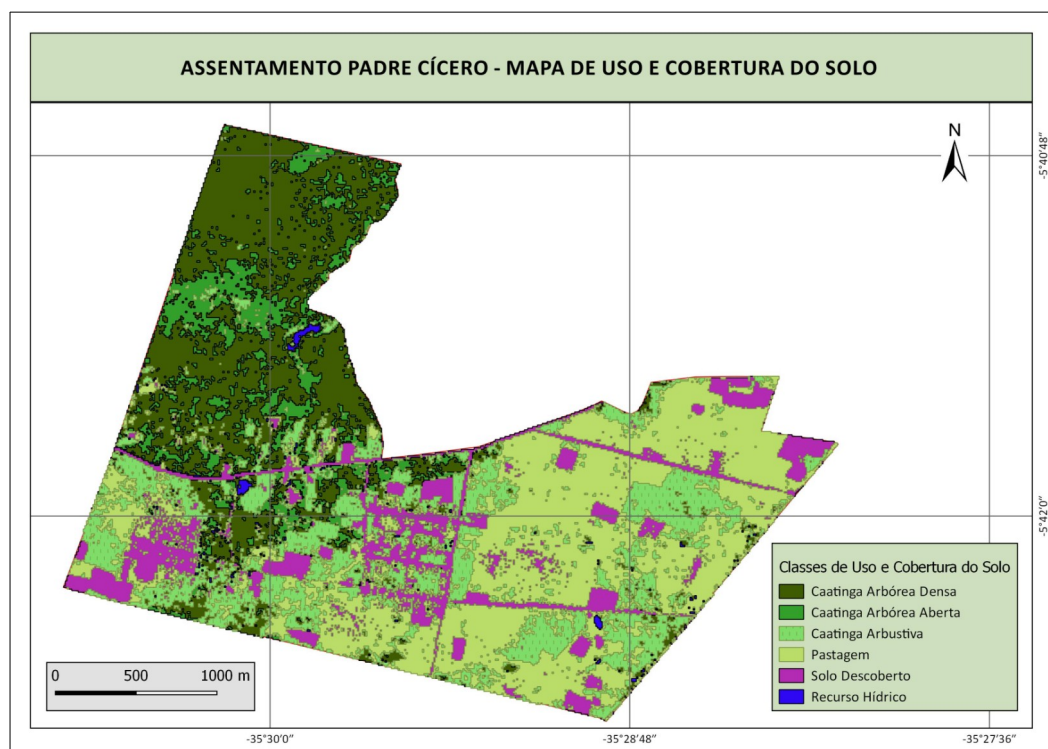 ASSENTAMENTO PADRE CÍCERO - MAPA DE USO E COBERTURA DO SOLO
N
-5°40'48"
-5°42'0"
Classes de Uso e Cobertura do Solo
Caatinga Arbórea Densa
Caatinga Arbórea Aberta
Caatinga Arbustiva
Pastagem
Solo Descoberto
Recurso Hídrico
0 500 1000 m
-35°30'0" -35°28'48" -35°27'36"